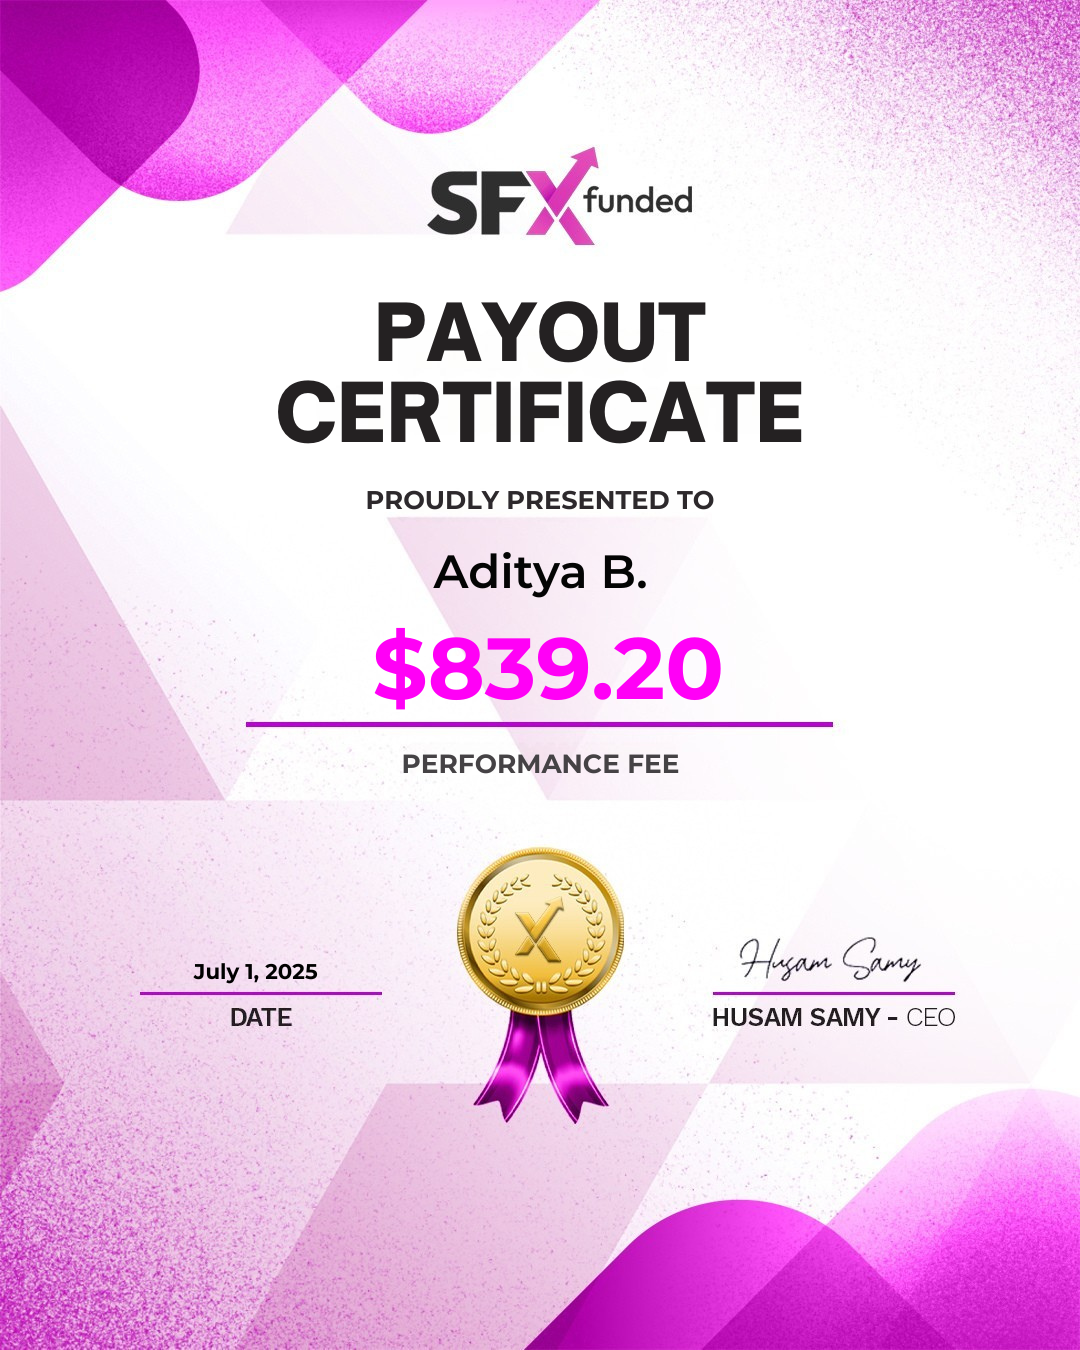 SFX funded
PAYOUT
CERTIFICATE
PROUDLY PRESENTED TO
Aditya B.
$839.20
PERFORMANCE FEE
July 1, 2025
DATE
Husam Samy
HUSAM SAMY - CEO